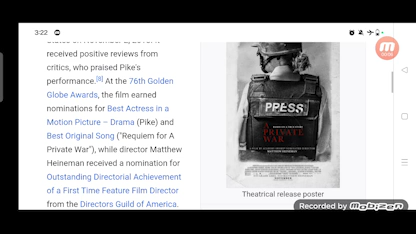 3:22
received positive reviews from
critics, who praised Pike's
performance.[8] At the 76th Golden
Globe Awards, the film earned
nominations for Best Actress in a
Motion Picture – Drama (Pike) and
Best Original Song ("Requiem for A
Private War"), while director Matthew
Heineman received a nomination for
Outstanding Directorial Achievement
of a First Time Feature Film Director
from the Directors Guild of America.
PRESS
A PRIVATE
WAR
Theatrical release poster
Recorded by Mobizen